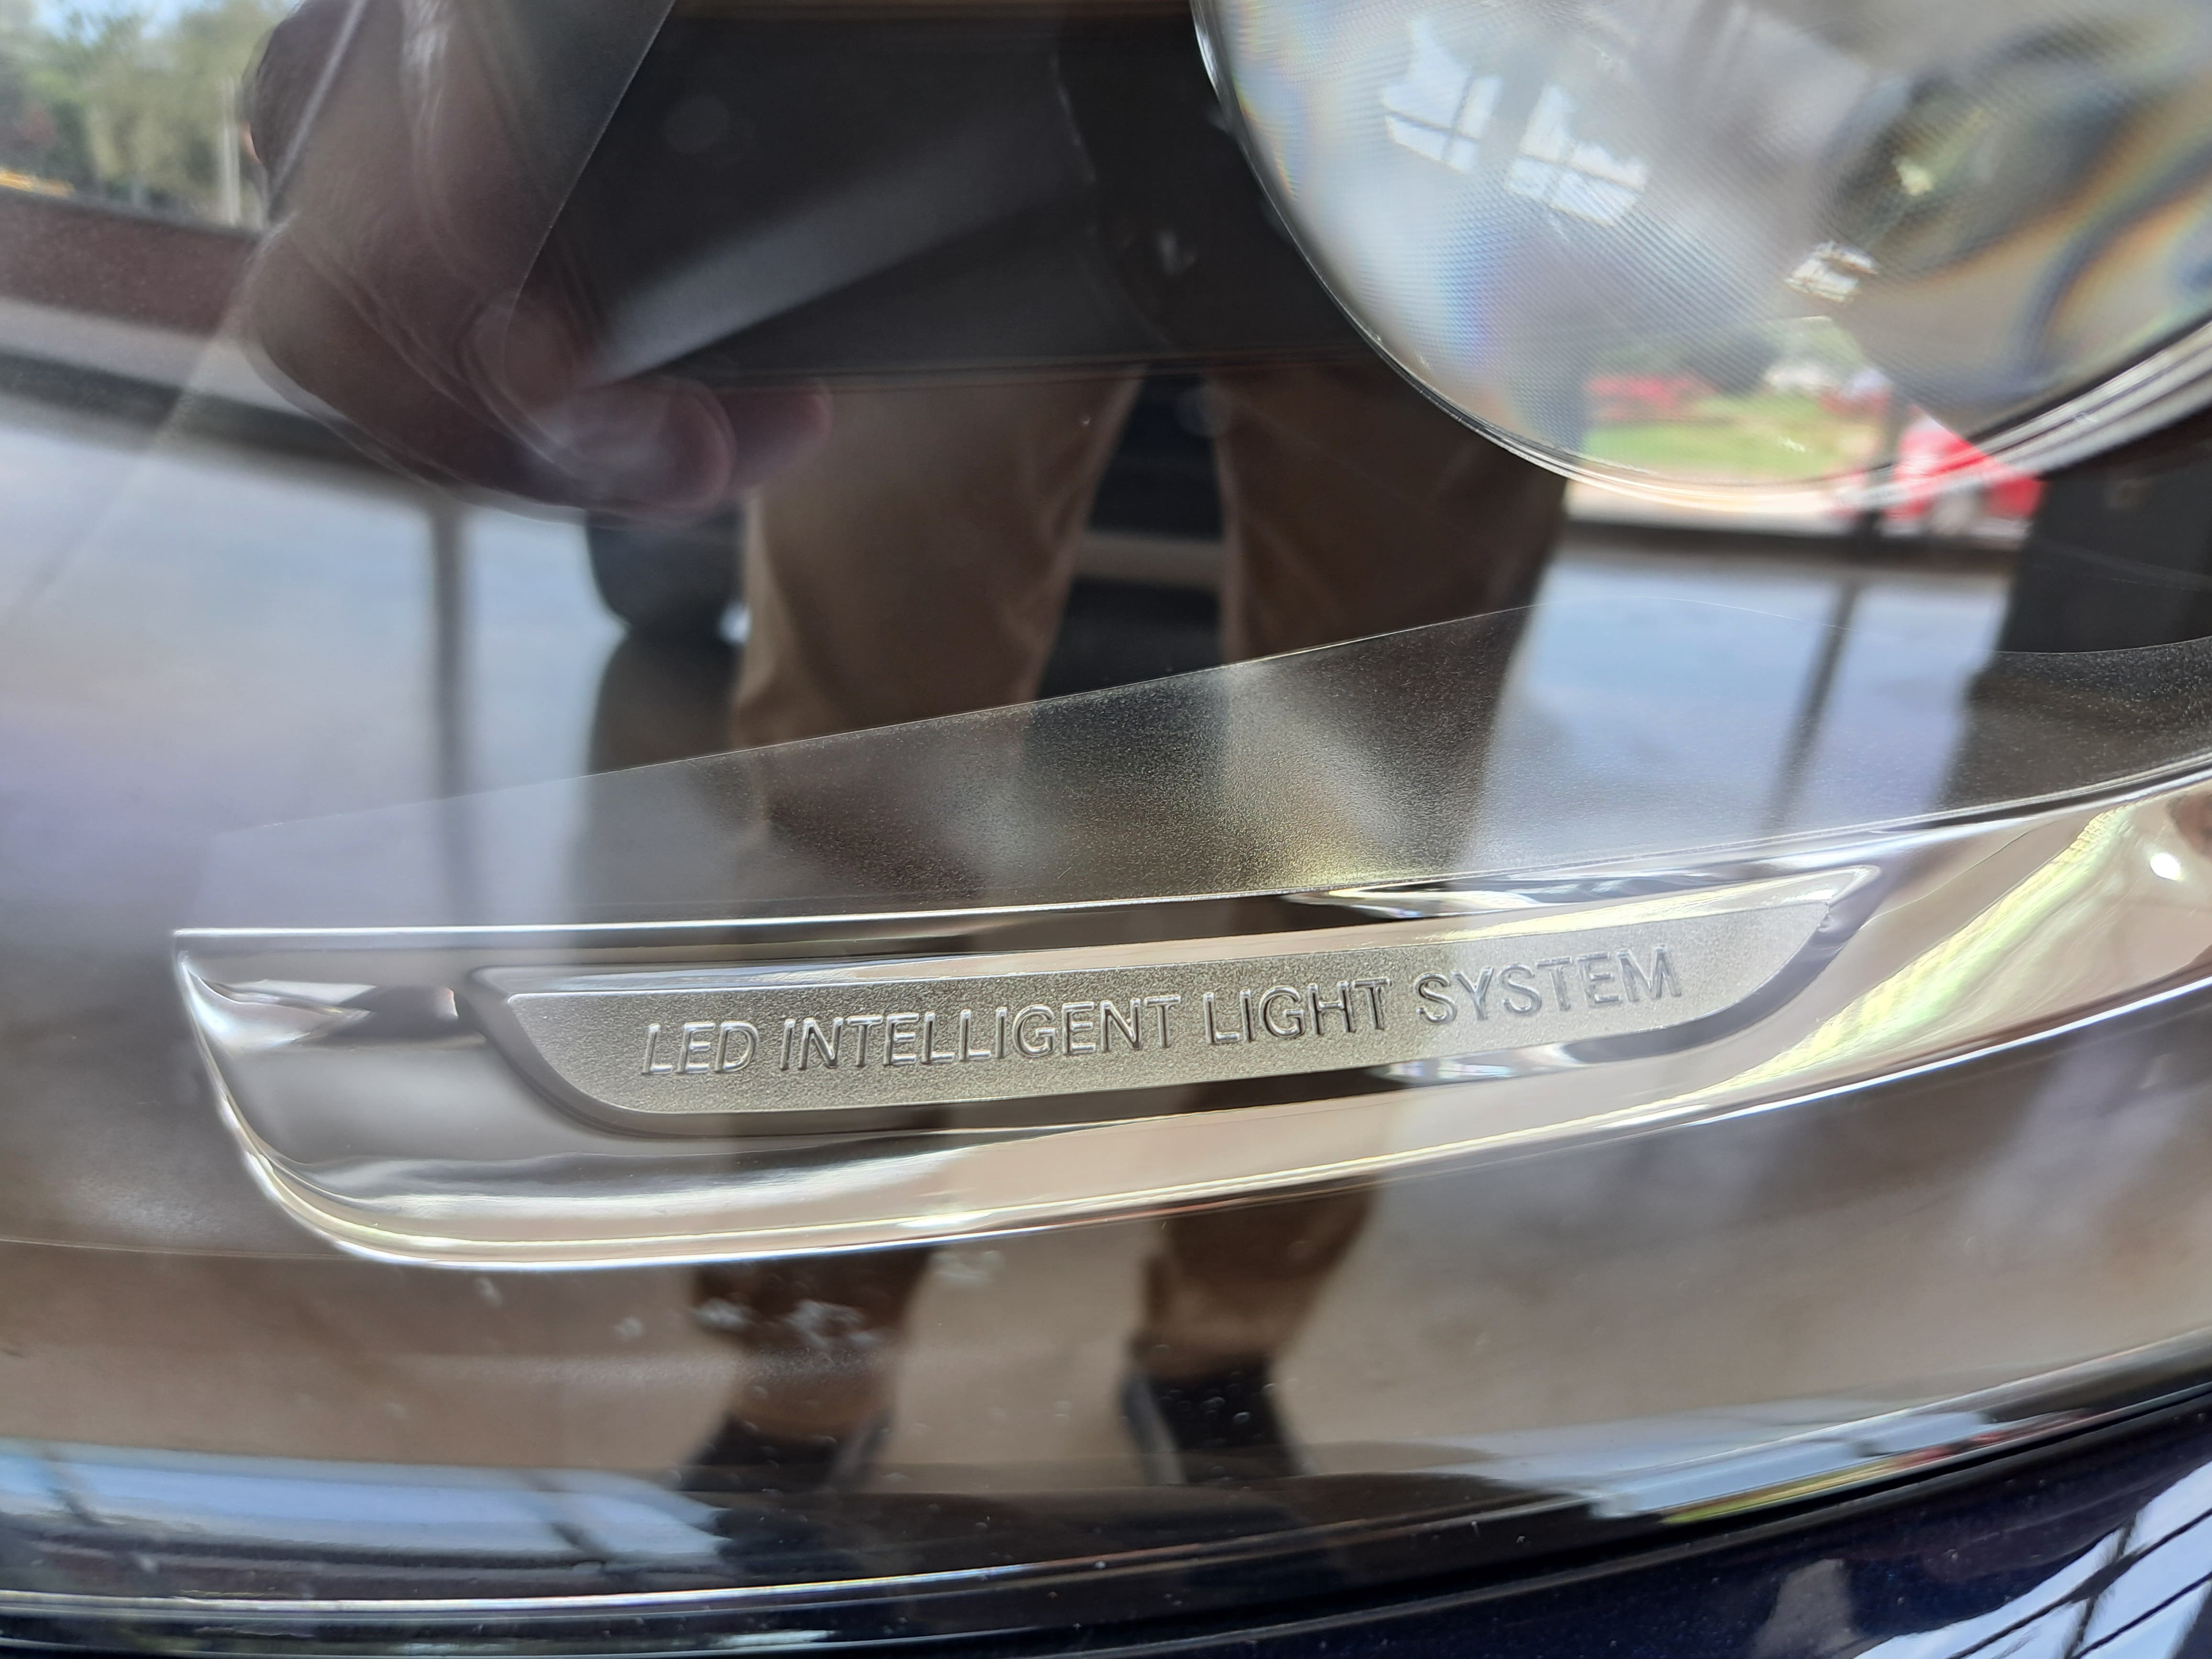 LED INTELLIGENT LIGHT SYSTEM